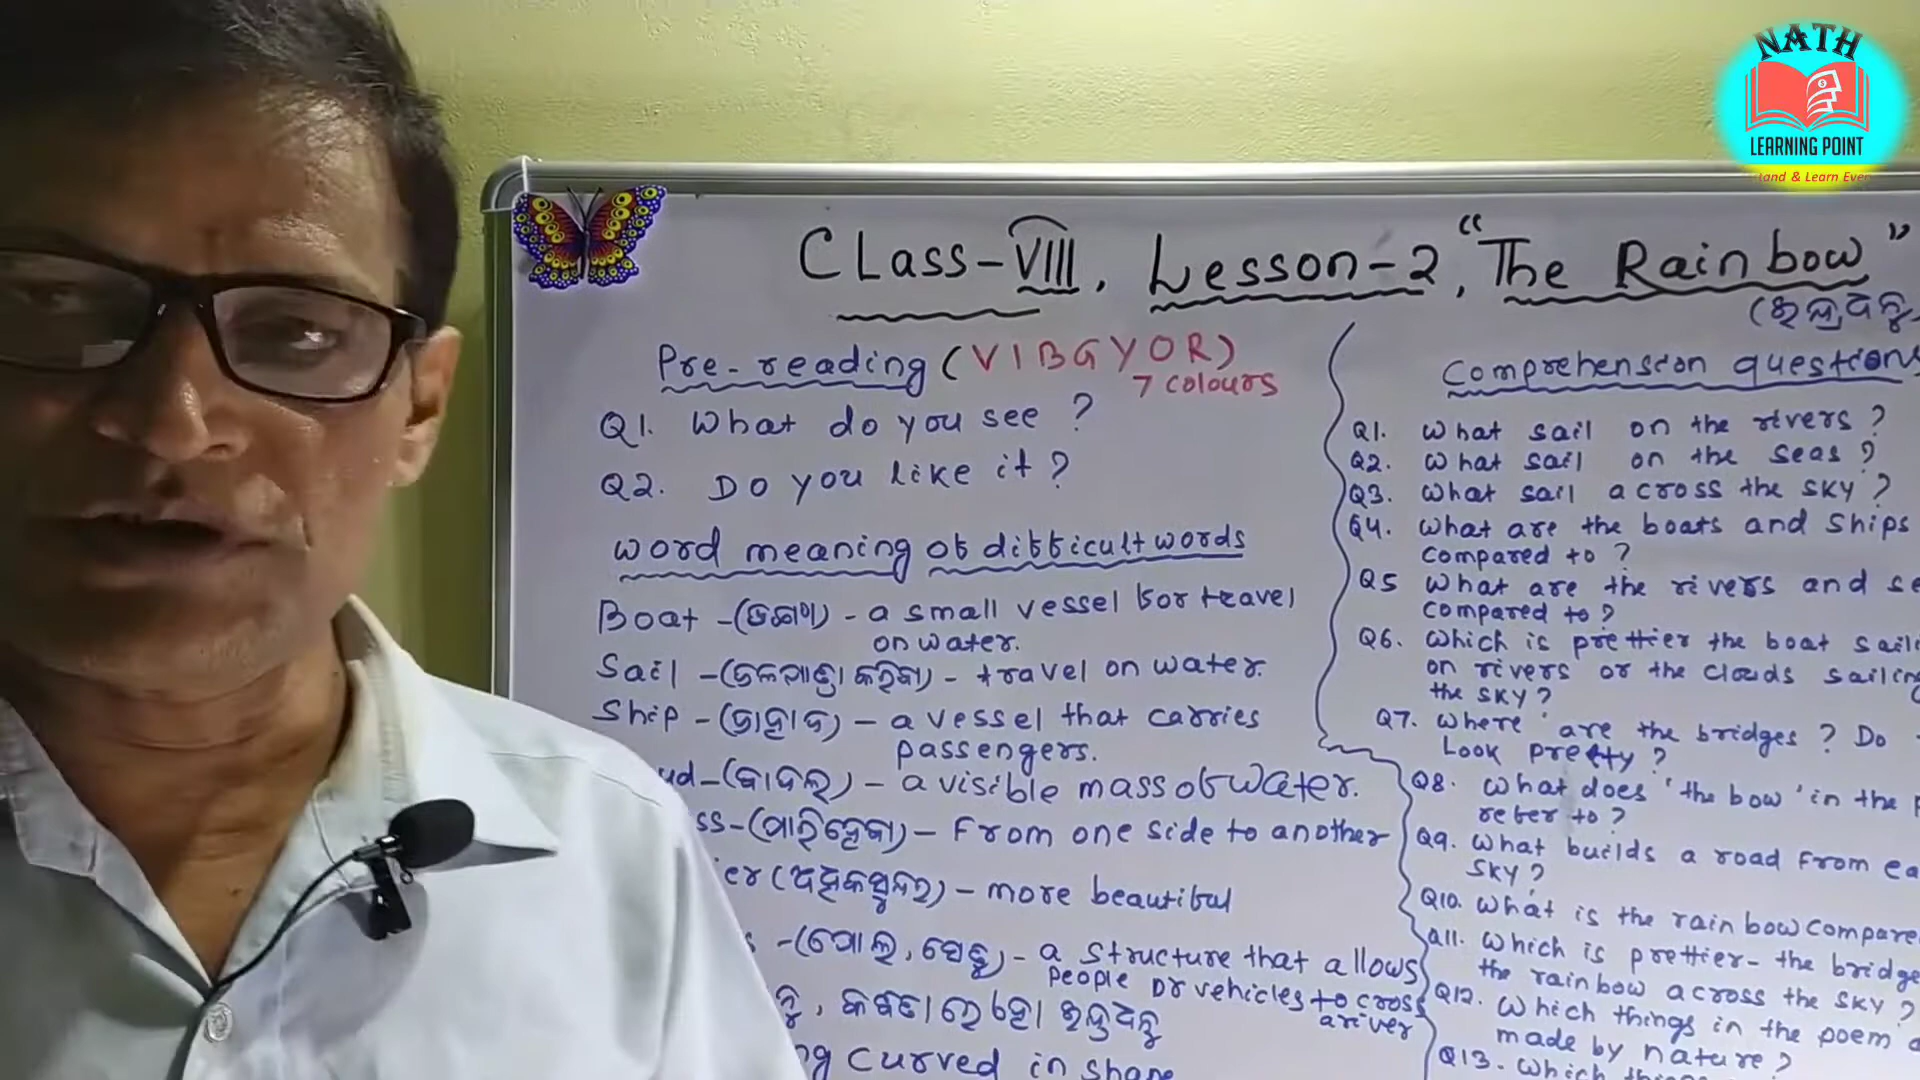 NATH
LEARNING POINT
tand & Learn Ever
CLass-VIII, Lesson-2, "The Rainbow"
(ଇନ୍ଦ୍ରଧନୁ
Pre-reading (VIBGYOR)
7 colours
Q1. What do you see ?
Q2. Do you like it ?
word meaning of difficult words
Boat -(ଡଙ୍ଗା) - a small vessel for travel
on water.
Sail -(ଜଳଯାତ୍ରା କରିବା) - travel on water.
Ship -(ଜାହାଜ) - a vessel that carries
passengers.
ud-(ବାଦଲ) - a visible mass of water.
ss-(ପାରିହେବା) - From one side to another
ier (ଅଧିକସୁନ୍ଦର) - more beautiful
s -(ପୋଲ, ସେତୁ) - a structure that allows
people or vehicles to cross
a river
ଇନ୍ଦ୍ରଧନୁ
ng curved in shape
Comprehension questions
Q1. What sail on the rivers ?
Q2. What sail on the seas ?
Q3. What sail across the sky ?
Q4. What are the boats and ships
compared to ?
Q5 What are the rivers and se
compared to ?
Q6. Which is prettier the boat saili
on rivers or the clouds sailing
the sky ?
Q7. Where are the bridges ? Do
Look pretty ?
Q8. What does 'the bow' in the p
refer to ?
Q9. What builds a road from ea
sky ?
Q10. What is the rainbow compare
Q11. Which is prettier- the bridge
the rainbow across the sky ?
Q12. Which things in the poem a
made by nature ?
Q13. Which things